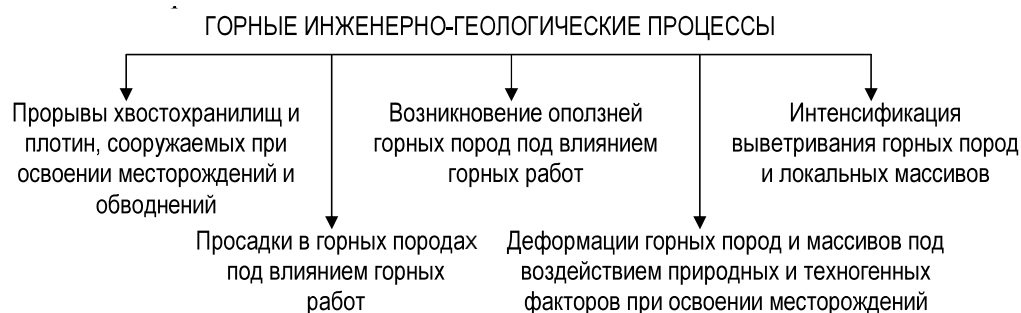 ГОРНЫЕ ИНЖЕНЕРНО-ГЕОЛОГИЧЕСКИЕ ПРОЦЕССЫ
Прорывы хвостохранилищ и
плотин, сооружаемых при
освоении месторождений и
обводнений
Возникновение оползней
горных пород под влиянием
горных работ
Интенсификация
выветривания горных пород
и локальных массивов
Просадки в горных породах
под влиянием горных
работ
Деформации горных пород и массивов под
воздействием природных и техногенных
факторов при освоении месторождений